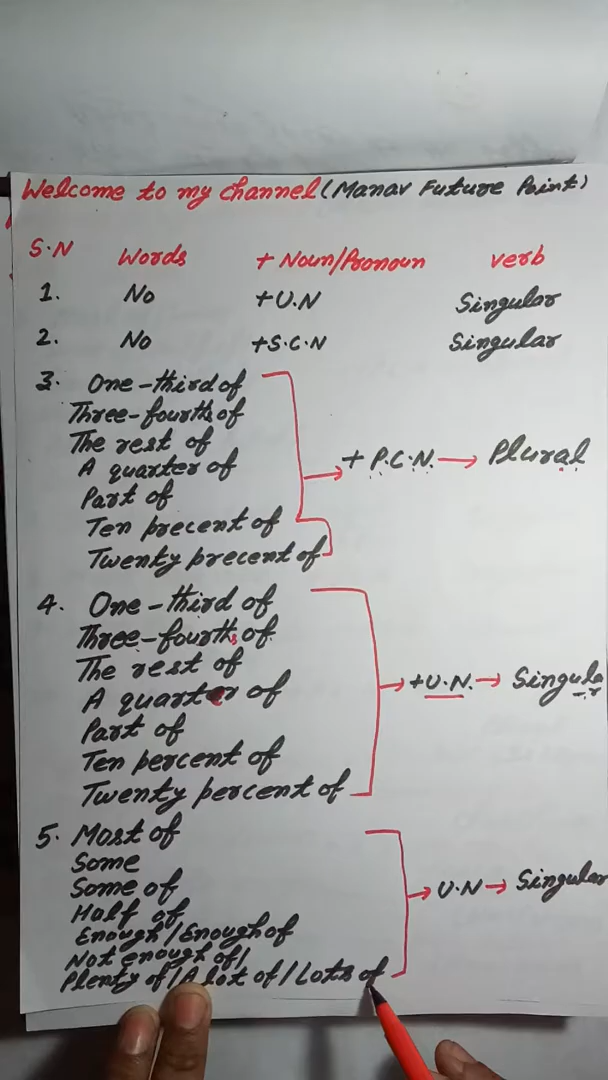 Welcome to my channel (Manav Future Point)
S.N Words + Noun/Pronoun verb
1. No +U.N Singular
2. No +S.C.N Singular
3. One-third of
Three-fourths of
The rest of
A quarter of
+ P.C.N. → Plural
Part of
Ten precent of
Twenty precent of
4. One-third of
Three-fourths of
The rest of
A quarter of
+U.N. → Singular
Part of
Ten percent of
Twenty percent of
5. Most of
Some
Some of
Half of
U.N → Singular
Enough/Enough of
Not enough of/
Plenty of/A lot of/Lots of